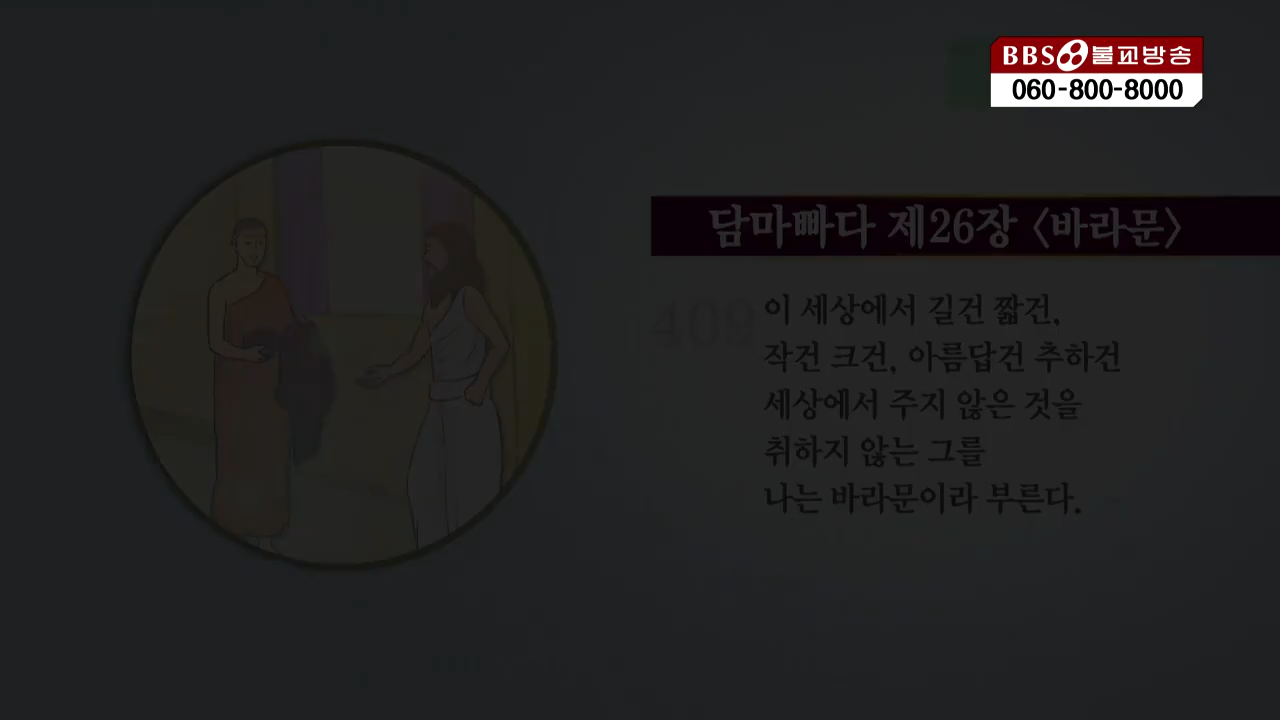 BBS 불교방송
060-800-8000
담마빠다 제26장 〈바라문〉
409
이 세상에서 길건 짧건,
작건 크건, 아름답건 추하건
세상에서 주지 않은 것을
취하지 않는 그를
나는 바라문이라 부른다.